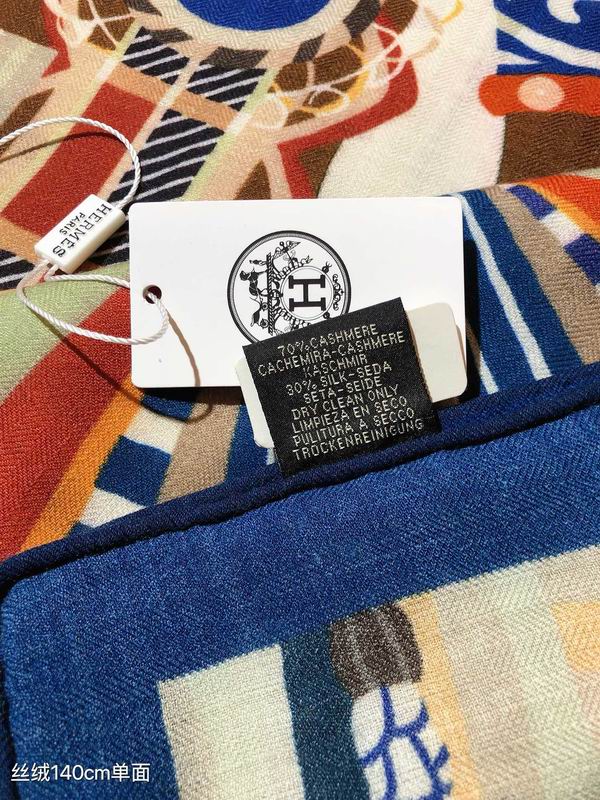 HERMÈS
PARIS
H
70%CASHMERE
CACHEMIRA-CASHMERE
KASCHMIR
30% SILK-SEDA
SETA-SEIDE
DRY CLEAN ONLY
LIMPIEZA EN SECO
PULITURA A SECCO
TROCKENREINIGUNG
丝绒140cm单面